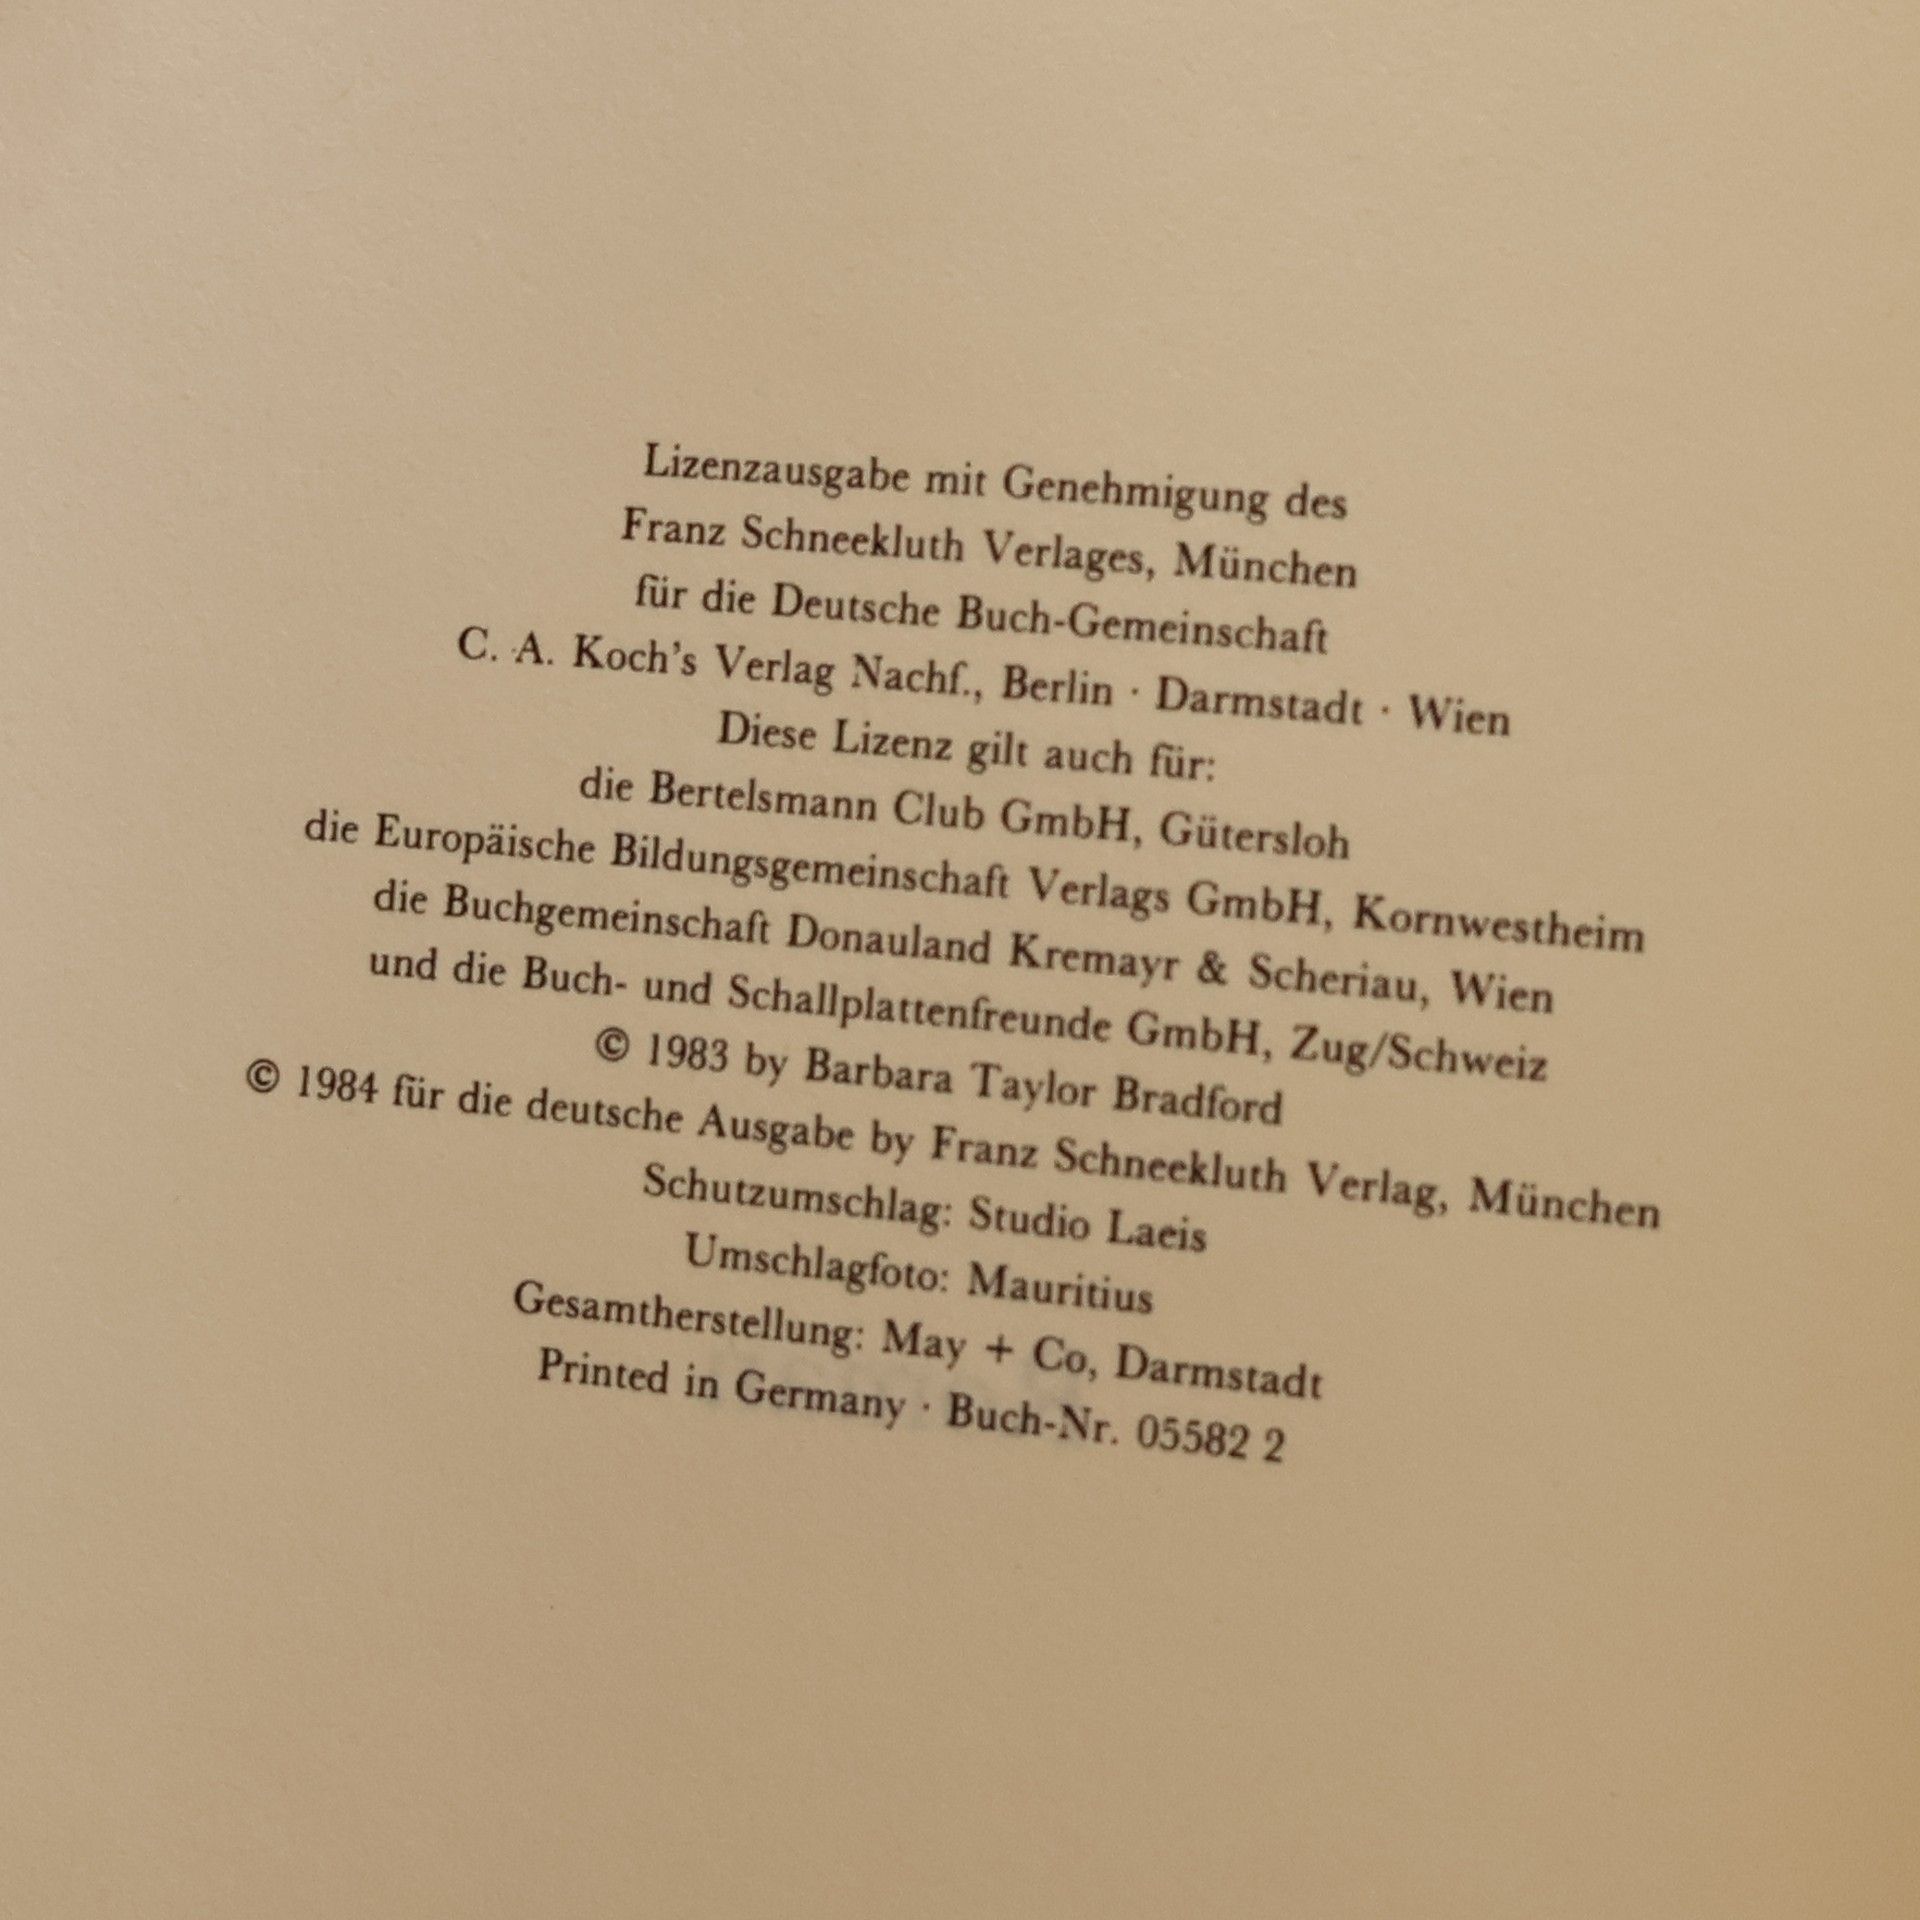 Lizenzausgabe mit Genehmigung des
Franz Schneekluth Verlages, München
für die Deutsche Buch-Gemeinschaft
C. A. Koch's Verlag Nachf., Berlin · Darmstadt · Wien
Diese Lizenz gilt auch für:
die Bertelsmann Club GmbH, Gütersloh
die Europäische Bildungsgemeinschaft Verlags GmbH, Kornwestheim
die Buchgemeinschaft Donauland Kremayr & Scheriau, Wien
und die Buch- und Schallplattenfreunde GmbH, Zug/Schweiz
© 1983 by Barbara Taylor Bradford
© 1984 für die deutsche Ausgabe by Franz Schneekluth Verlag, München
Schutzumschlag: Studio Laeis
Umschlagfoto: Mauritius
Gesamtherstellung: May + Co, Darmstadt
Printed in Germany · Buch-Nr. 05582 2